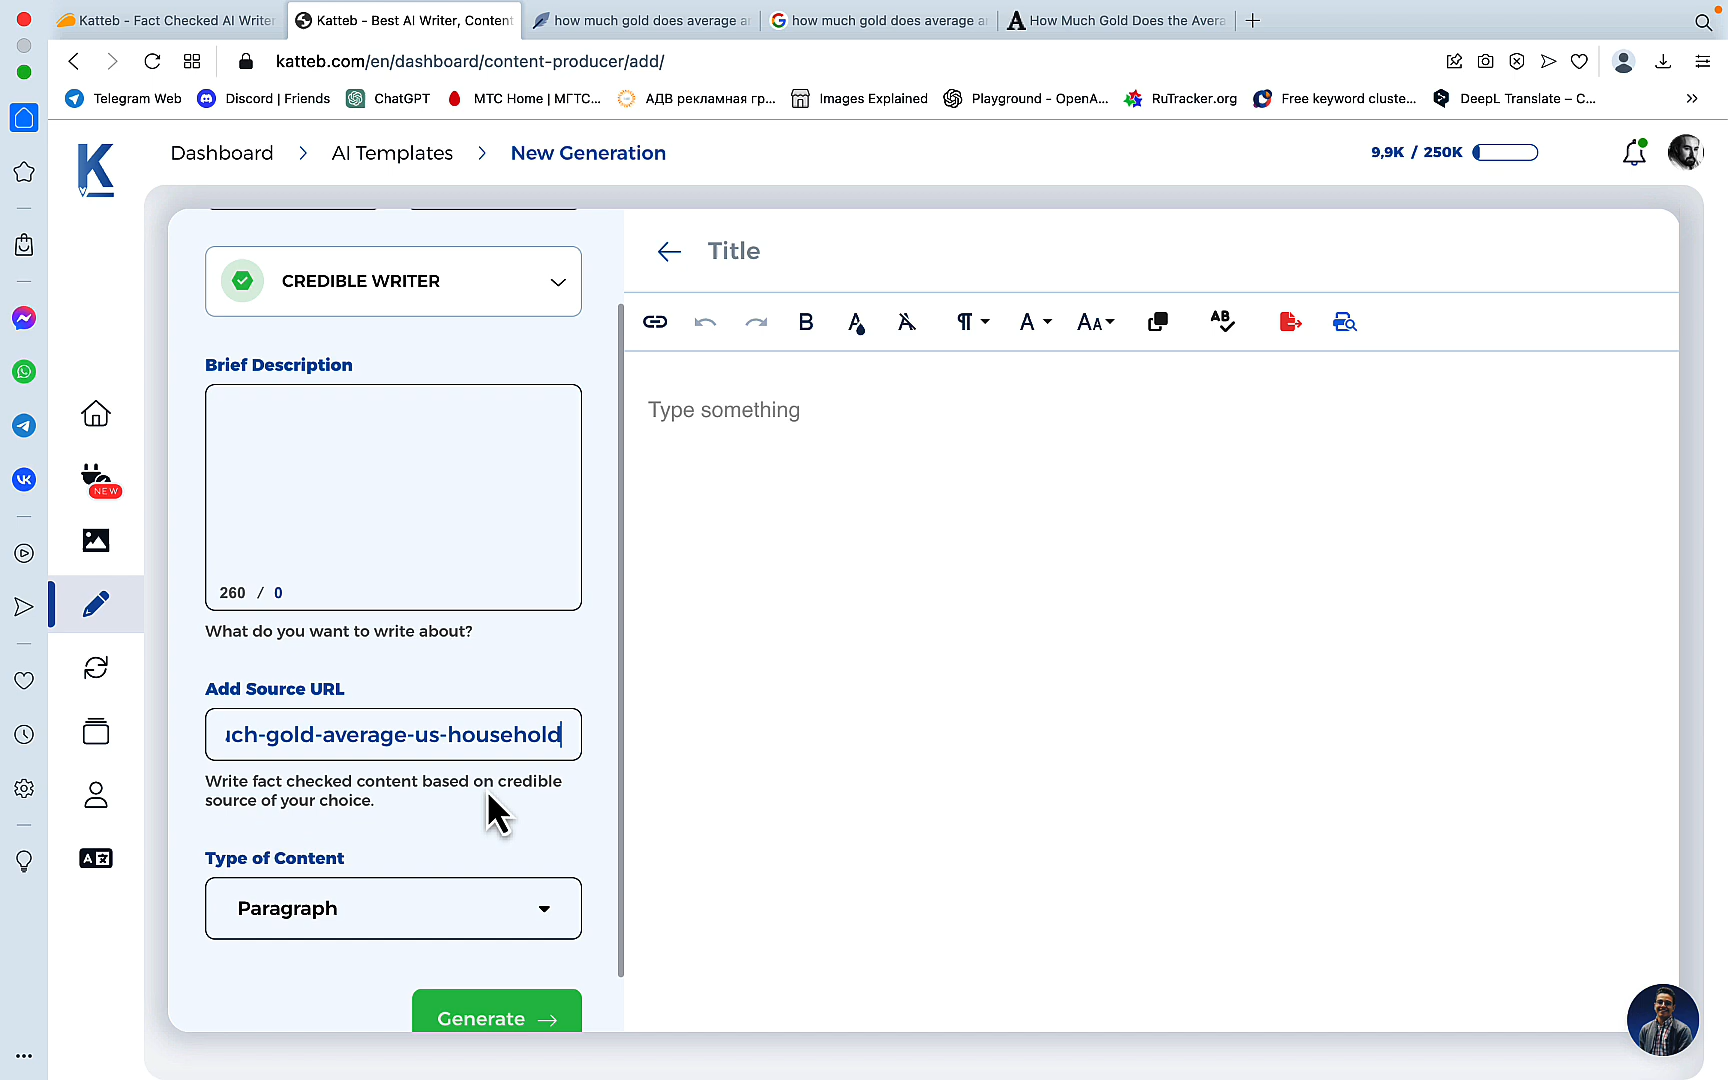 Katteb - Fact Checked AI Writer
Katteb - Best AI Writer, Content
how much gold does average a
how much gold does average a
How Much Gold Does the Avera
katteb.com/en/dashboard/content-producer/add/
Telegram Web
Discord | Friends
ChatGPT
МТС Home | МГТС...
АДВ рекламная гр...
Images Explained
Playground - OpenA...
RuTracker.org
Free keyword cluste...
DeepL Translate – C...
K
Dashboard > AI Templates > New Generation
9,9K / 250K
CREDIBLE WRITER
Title
Brief Description
Type something
NEW
260 / 0
What do you want to write about?
Add Source URL
uch-gold-average-us-household
Write fact checked content based on credible
source of your choice.
Type of Content
Paragraph
Generate